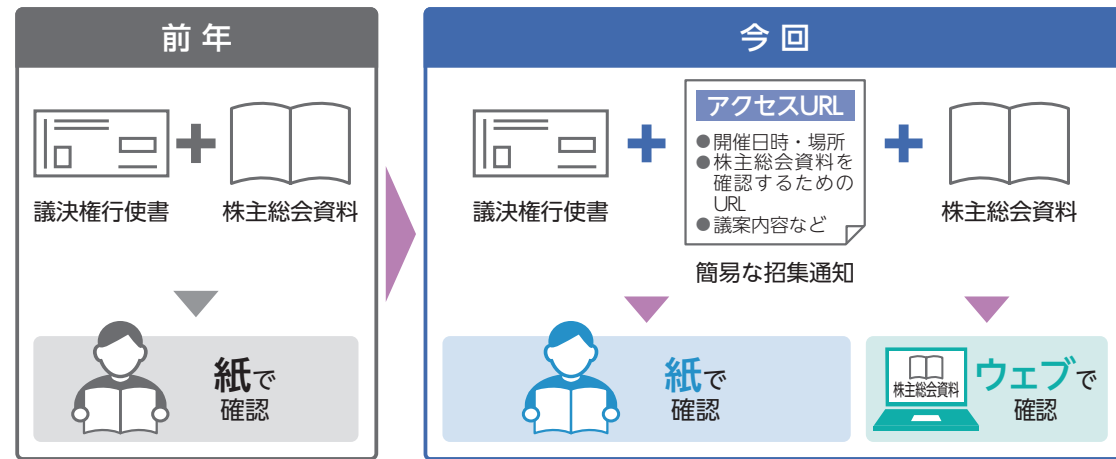 前年
議決権行使書
株主総会資料
紙で
確認
今回
議決権行使書
アクセスURL
●開催日時・場所
●株主総会資料を
確認するための
URL
●議案内容など
簡易な招集通知
株主総会資料
紙で
確認
株主総会資料
ウェブで
確認